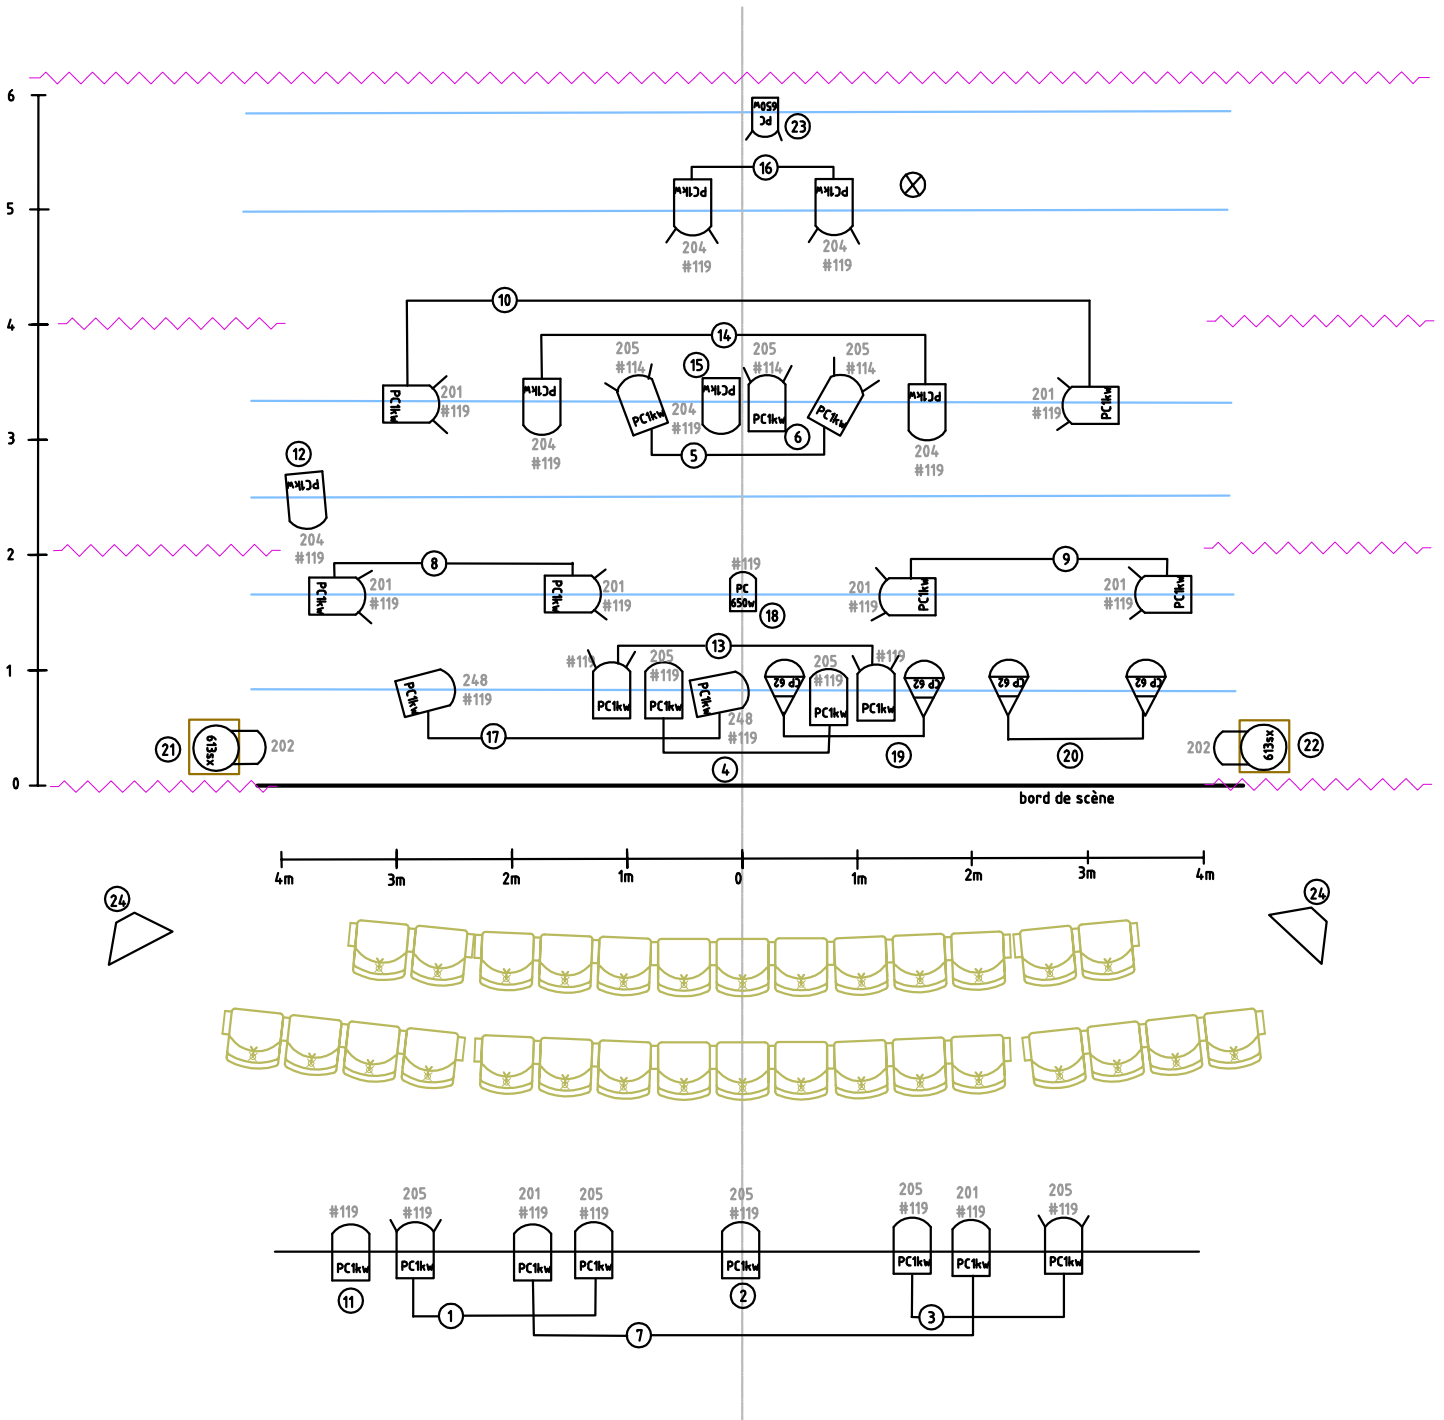 6
PC
650w
23
16
PC1kw
PC1kw
5
204
#119
204
#119
10
4
14
205
#114
15
205
#114
205
#114
201
#119
PC1kw
PC1kw
PC1kw
204
#119
PC1kw
PC1kw
PC1kw
PC1kw
201
#119
PC1kw
6
3
204
#119
5
204
#119
12
PC1kw
204
#119
2
8
9
PC1kw
201
#119
PC1kw
201
#119
#119
PC
650w
18
201
#119
PC1kw
201
#119
PC1kw
13
1
#119
205
#119
205
#119
#119
PC1kw
248
#119
PC1kw
PC1kw
PC1kw
CP 62
PC1kw
PC1kw
CP 62
CP 62
CP 62
248
#119
17
4
19
20
21
613sx
202
202
613sx
22
0
bord de scène
4m
3m
2m
1m
0
1m
2m
3m
4m
24
24
#119
205
#119
201
#119
205
#119
205
#119
205
#119
201
#119
205
#119
PC1kw
PC1kw
PC1kw
PC1kw
PC1kw
PC1kw
PC1kw
PC1kw
11
1
2
3
7